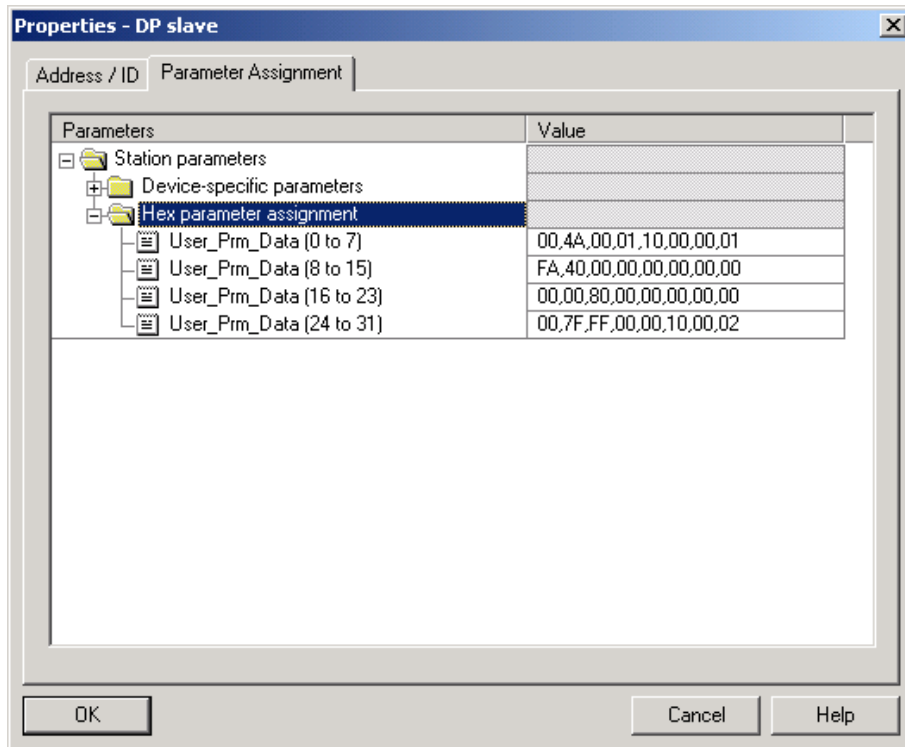 Properties - DP slave
Address / ID Parameter Assignment
Parameters Value
Station parameters
Device-specific parameters
Hex parameter assignment
User_Prm_Data (0 to 7) 00,4A,00,01,10,00,00,01
User_Prm_Data (8 to 15) FA,40,00,00,00,00,00,00
User_Prm_Data (16 to 23) 00,00,80,00,00,00,00,00
User_Prm_Data (24 to 31) 00,7F,FF,00,00,10,00,02
OK Cancel Help